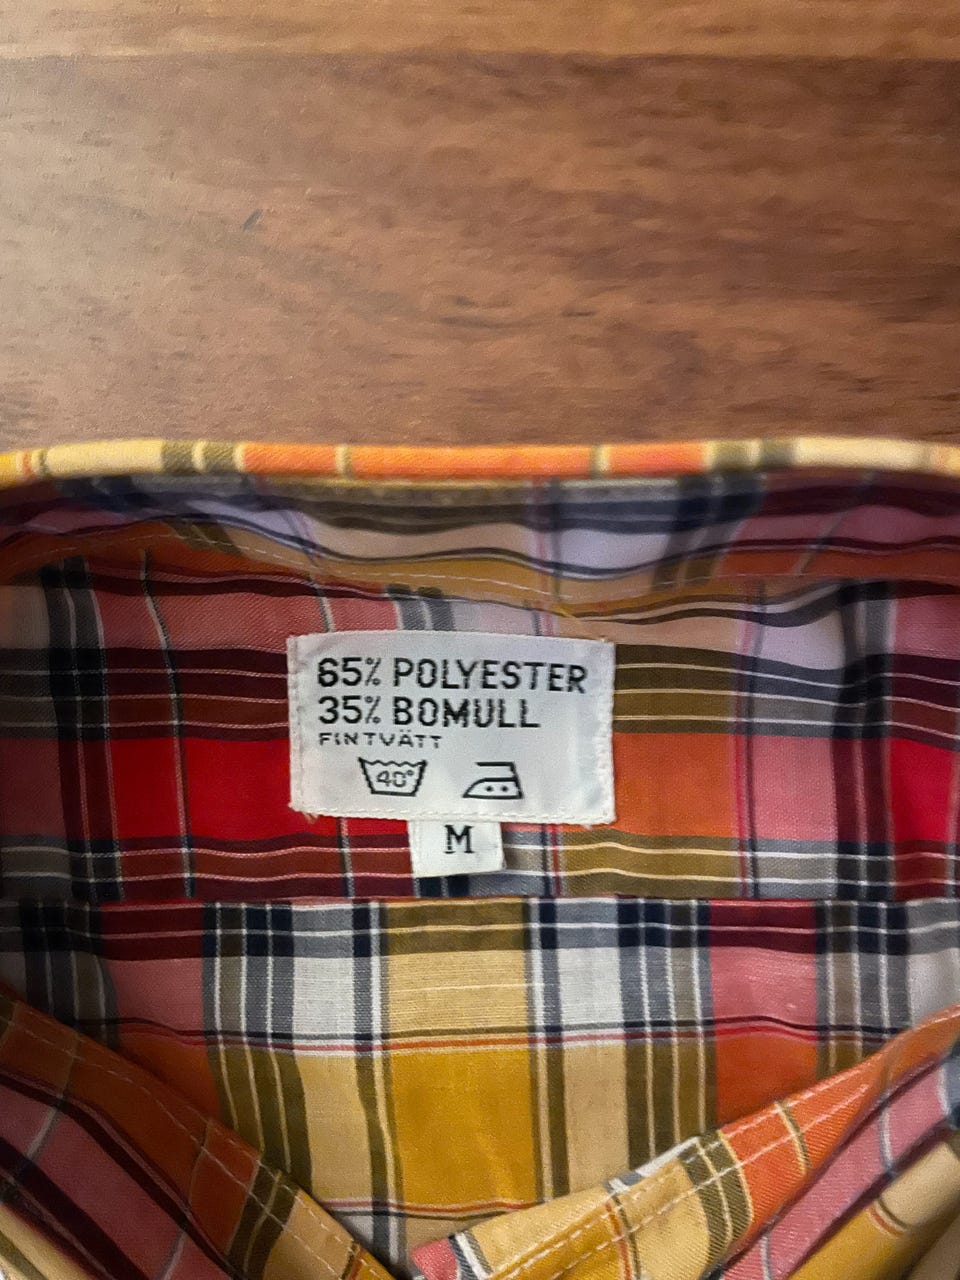 65% POLYESTER
35% BOMULL
FINTVÄTT
40°
M